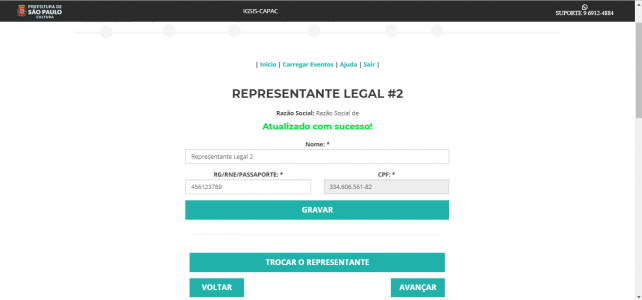 PREFEITURA DE
SÃO PAULO
CULTURA
IGSIS-CAPAC
SUPORTE 9.6912-4884
| Início | Carregar Eventos | Ajuda | Sair |
REPRESENTANTE LEGAL #2
Razão Social: Razão Social de
Atualizado com sucesso!
Nome: *
Representante Legal 2
RG/RNE/PASSAPORTE: * CPF: *
456123789 334.606.561-82
GRAVAR
TROCAR O REPRESENTANTE
VOLTAR AVANÇAR